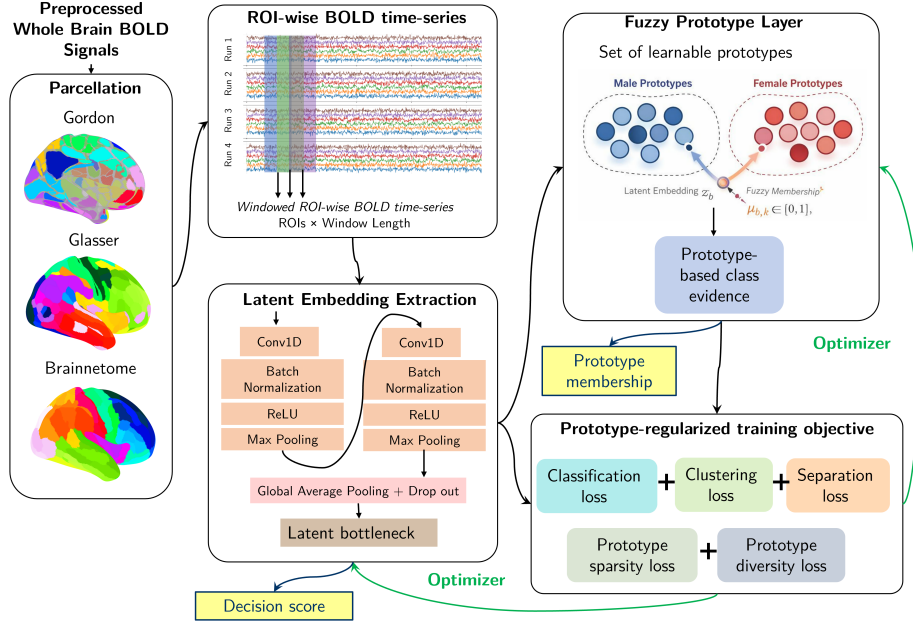 Preprocessed
Whole Brain BOLD
Signals
Parcellation
Gordon
Glasser
Brainnetome
ROI-wise BOLD time-series
Run 1
Run 2
Run 3
Run 4
Windowed ROI-wise BOLD time-series
ROIs × Window Length
Latent Embedding Extraction
Conv1D
Batch
Normalization
ReLU
Max Pooling
Conv1D
Batch
Normalization
ReLU
Max Pooling
Global Average Pooling + Drop out
Latent bottleneck
Decision score
Optimizer
Fuzzy Prototype Layer
Set of learnable prototypes
Male Prototypes
Female Prototypes
Latent Embedding z_b
Fuzzy Membership
μ_{b,k} ∈ [0,1],
Prototype-
based class
evidence
Prototype
membership
Optimizer
Prototype-regularized training objective
Classification
loss
+
Clustering
loss
+
Separation
loss
Prototype
sparsity loss
+
Prototype
diversity loss